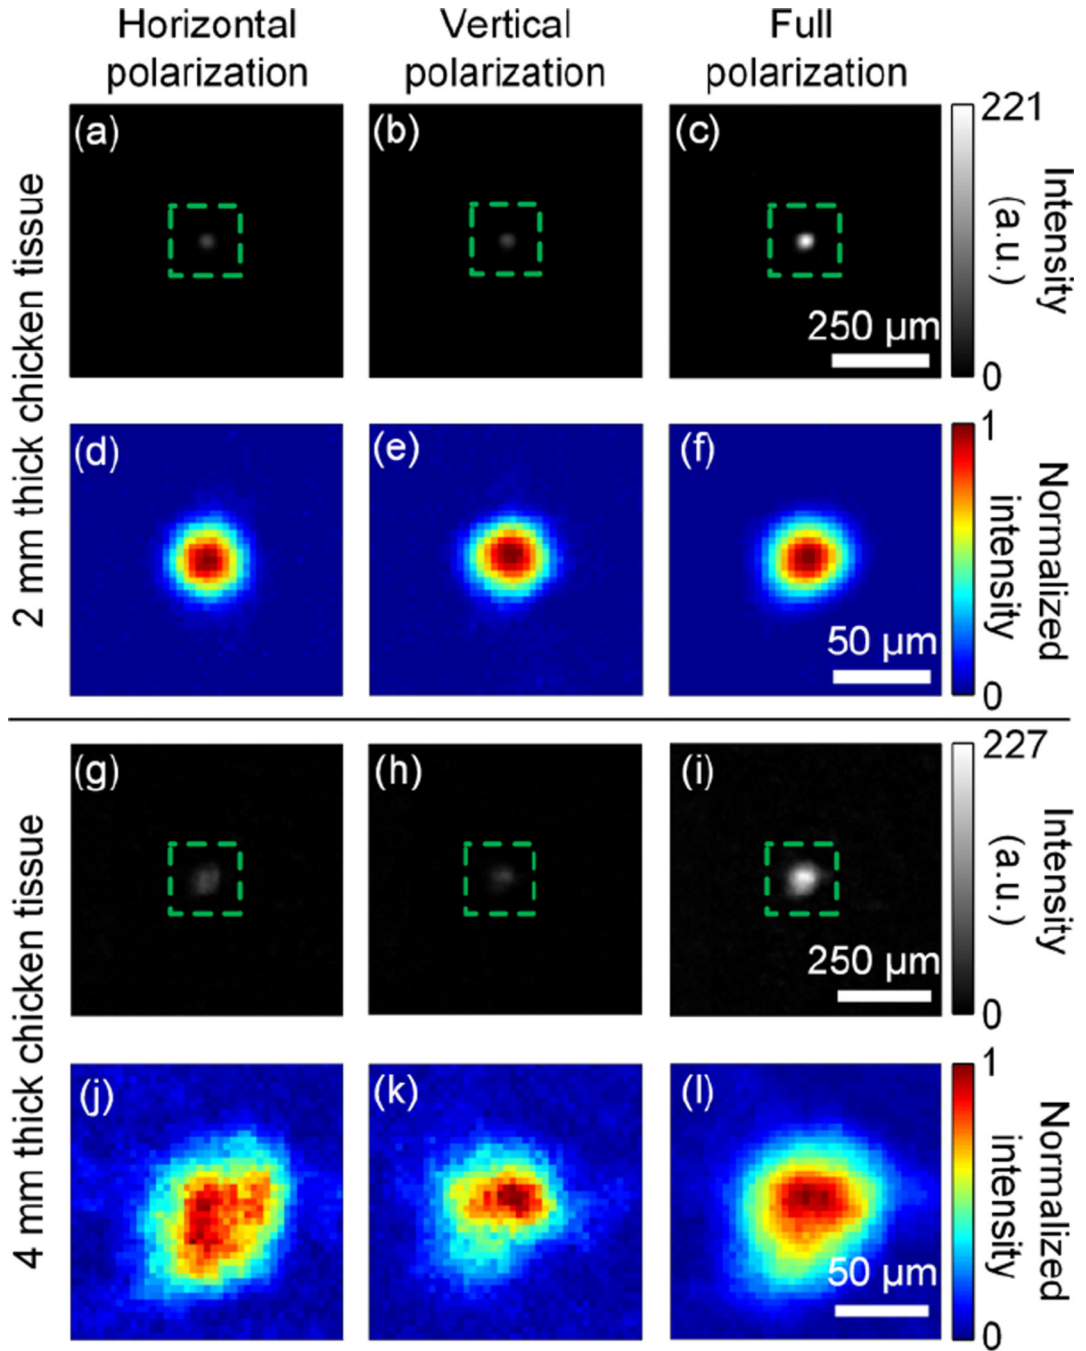 Horizontal polarization
Vertical polarization
Full polarization
2 mm thick chicken tissue
(a)
(b)
(c)
250 µm
221
0
Intensity (a.u.)
(d)
(e)
(f)
50 µm
1
0
Normalized intensity
4 mm thick chicken tissue
(g)
(h)
(i)
250 µm
227
0
Intensity (a.u.)
(j)
(k)
(l)
50 µm
1
0
Normalized intensity